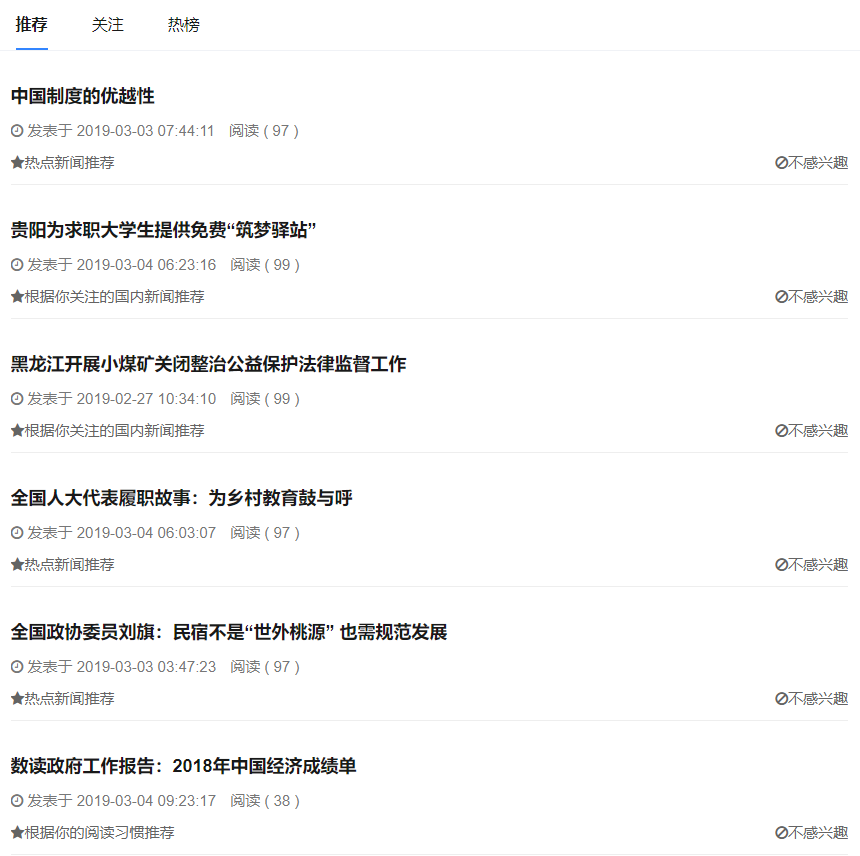 推荐 关注 热榜
中国制度的优越性
发表于 2019-03-03 07:44:11 阅读 ( 97 )
热点新闻推荐 不感兴趣
贵阳为求职大学生提供免费“筑梦驿站”
发表于 2019-03-04 06:23:16 阅读 ( 99 )
根据你关注的国内新闻推荐 不感兴趣
黑龙江开展小煤矿关闭整治公益保护法律监督工作
发表于 2019-02-27 10:34:10 阅读 ( 99 )
根据你关注的国内新闻推荐 不感兴趣
全国人大代表履职故事：为乡村教育鼓与呼
发表于 2019-03-04 06:03:07 阅读 ( 97 )
热点新闻推荐 不感兴趣
全国政协委员刘旗：民宿不是“世外桃源” 也需规范发展
发表于 2019-03-03 03:47:23 阅读 ( 97 )
热点新闻推荐 不感兴趣
数读政府工作报告：2018年中国经济成绩单
发表于 2019-03-04 09:23:17 阅读 ( 38 )
根据你的阅读习惯推荐 不感兴趣